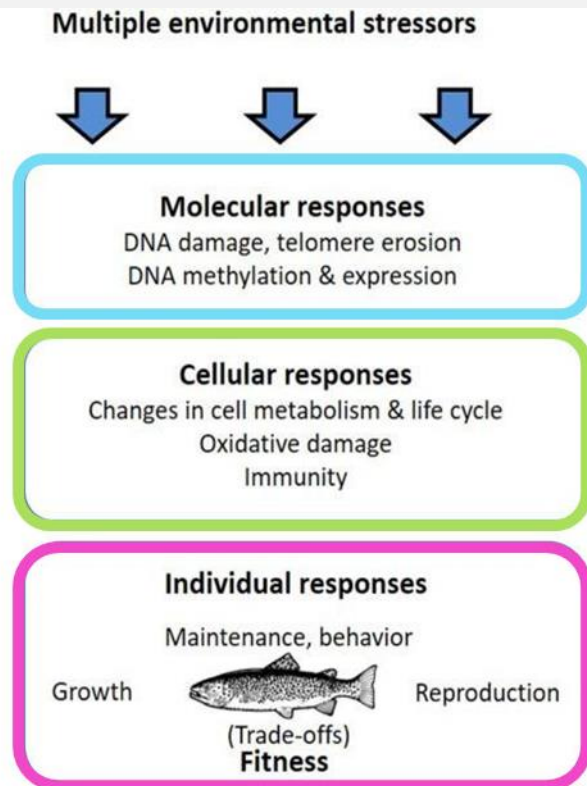 Multiple environmental stressors
Molecular responses
DNA damage, telomere erosion
DNA methylation & expression
Cellular responses
Changes in cell metabolism & life cycle
Oxidative damage
Immunity
Individual responses
Maintenance, behavior
Growth
Reproduction
(Trade-offs)
Fitness